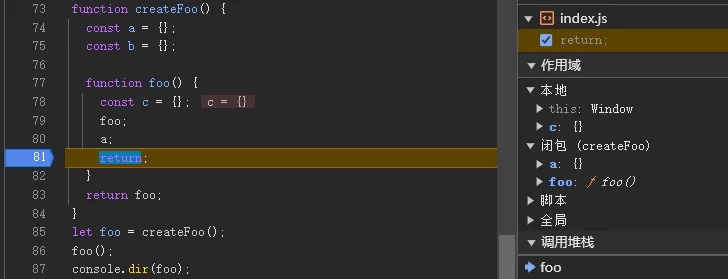 73 function createFoo() {
74 const a = {};
75 const b = {};
76
77 function foo() {
78 const c = {}; c = {}
79 foo;
80 a;
81 return;
82 }
83 return foo;
84 }
85 let foo = createFoo();
86 foo();
87 console.dir(foo);
index.js
return;
作用域
本地
this: Window
c: {}
闭包 (createFoo)
a: {}
foo: ƒ foo()
脚本
全局
调用堆栈
foo